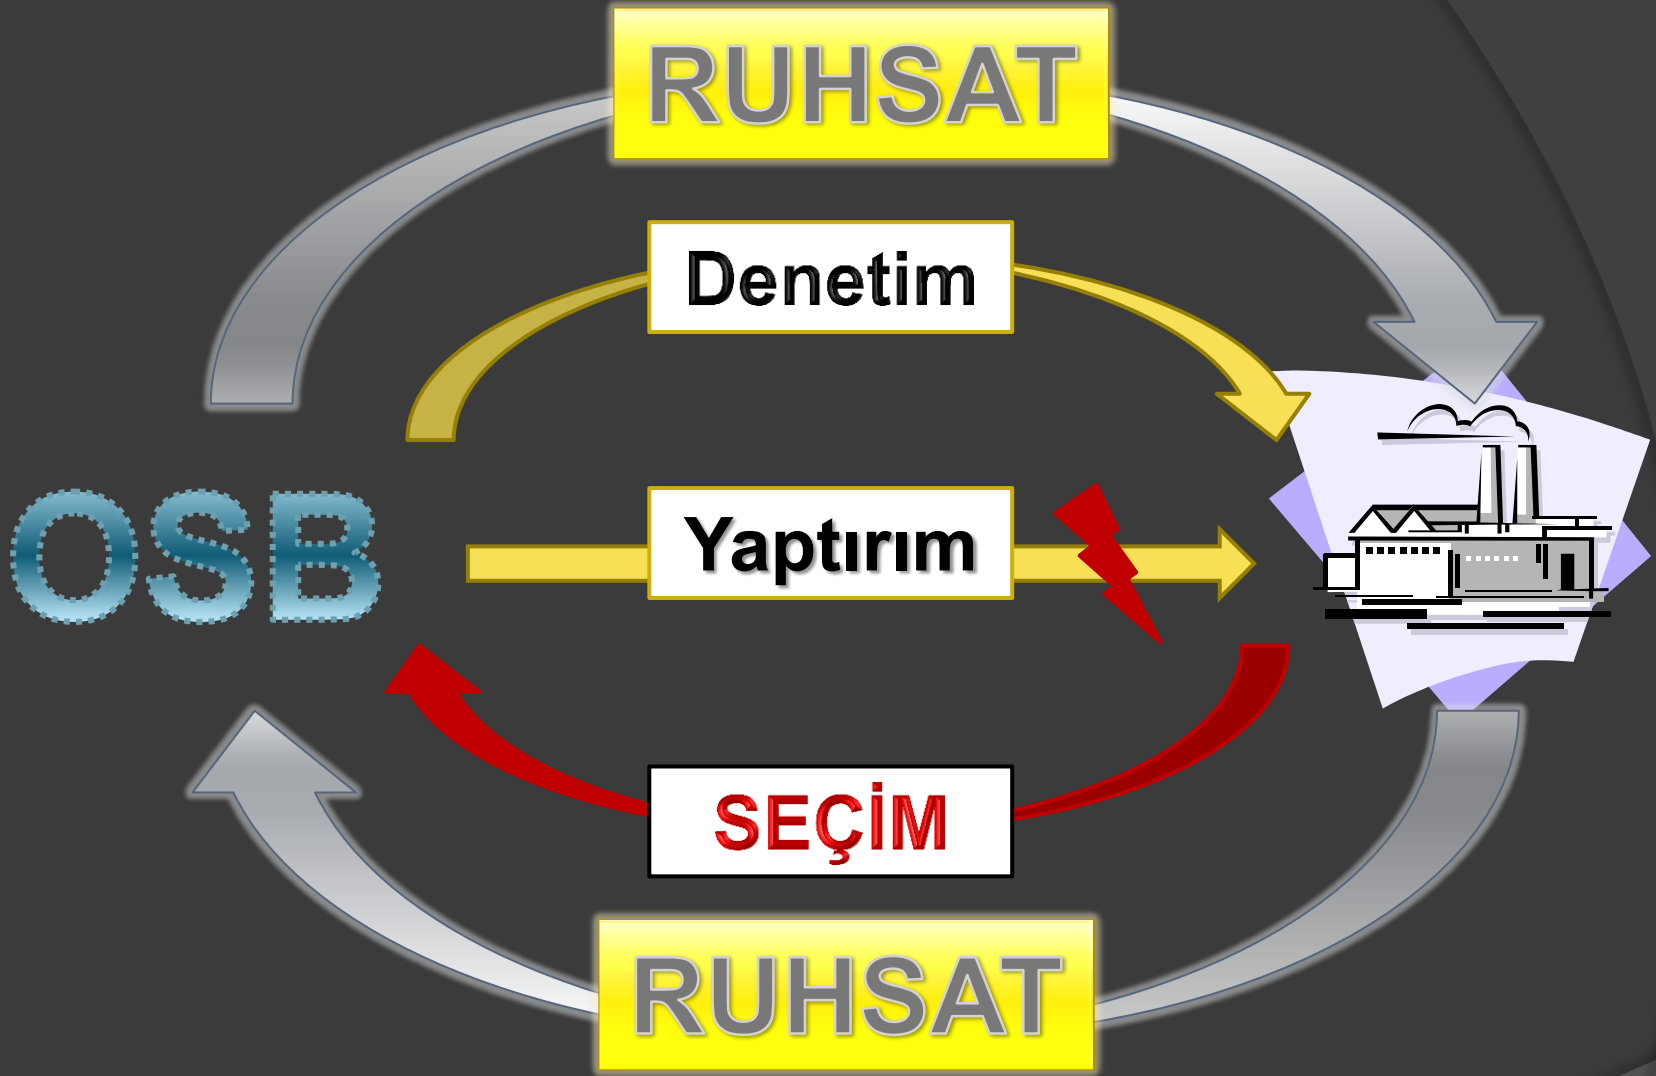 RUHSAT
Denetim
OSB
Yaptırım
SEÇİM
RUHSAT